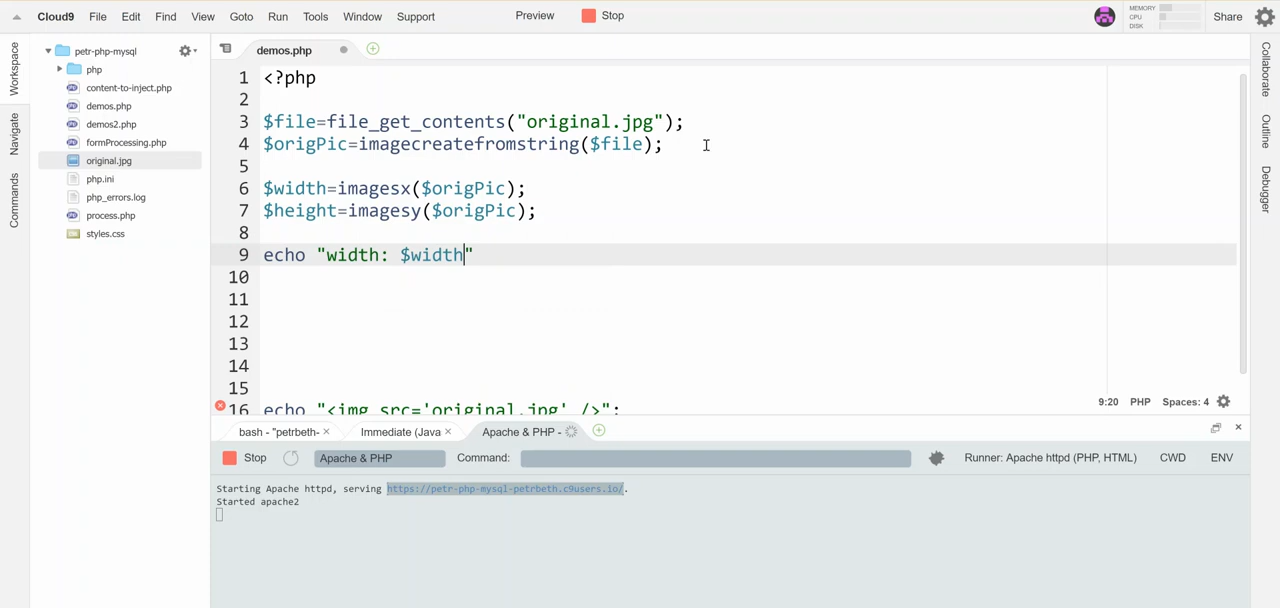 Cloud9 File Edit Find View Goto Run Tools Window Support Preview Stop MEMORY CPU DISK Share
Workspace
Navigate
Commands
petr-php-mysql
php
content-to-inject.php
demos.php
demos2.php
formProcessing.php
original.jpg
php.ini
php_errors.log
process.php
styles.css
demos.php
1 <?php
2
3 $file=file_get_contents("original.jpg");
4 $origPic=imagecreatefromstring($file);
5
6 $width=imagesx($origPic);
7 $height=imagesy($origPic);
8
9 echo "width: $width"
10
11
12
13
14
15
16 echo "<img src='original.jpg' />";
9:20 PHP Spaces: 4
bash - "petrbeth- Immediate (Java Apache & PHP -
Stop Apache & PHP Command: Runner: Apache httpd (PHP, HTML) CWD ENV
Starting Apache httpd, serving https://petr-php-mysql-petrbeth.c9users.io/.
Started apache2
Collaborate
Outline
Debugger